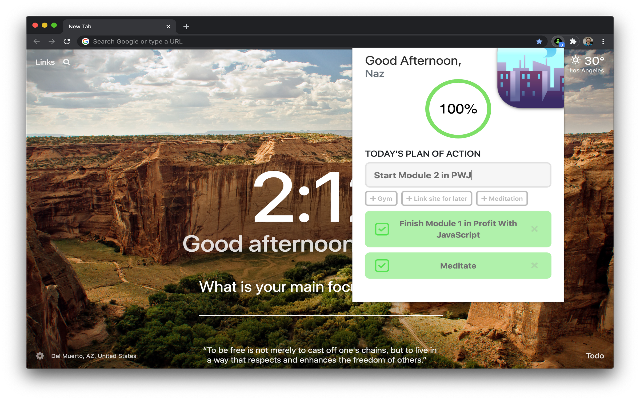 New Tab
Search Google or type a URL
Links
30°
Los Angeles
Good Afternoon,
Naz
100%
TODAY'S PLAN OF ACTION
Start Module 2 in PWJ
+ Gym
+ Link site for later
+ Meditation
Finish Module 1 in Profit With
JavaScript
Meditate
2:12
Good afternoon
What is your main foc
"To be free is not merely to cast off one's chains, but to live in
a way that respects and enhances the freedom of others."
Del Muerto, AZ, United States
Todo